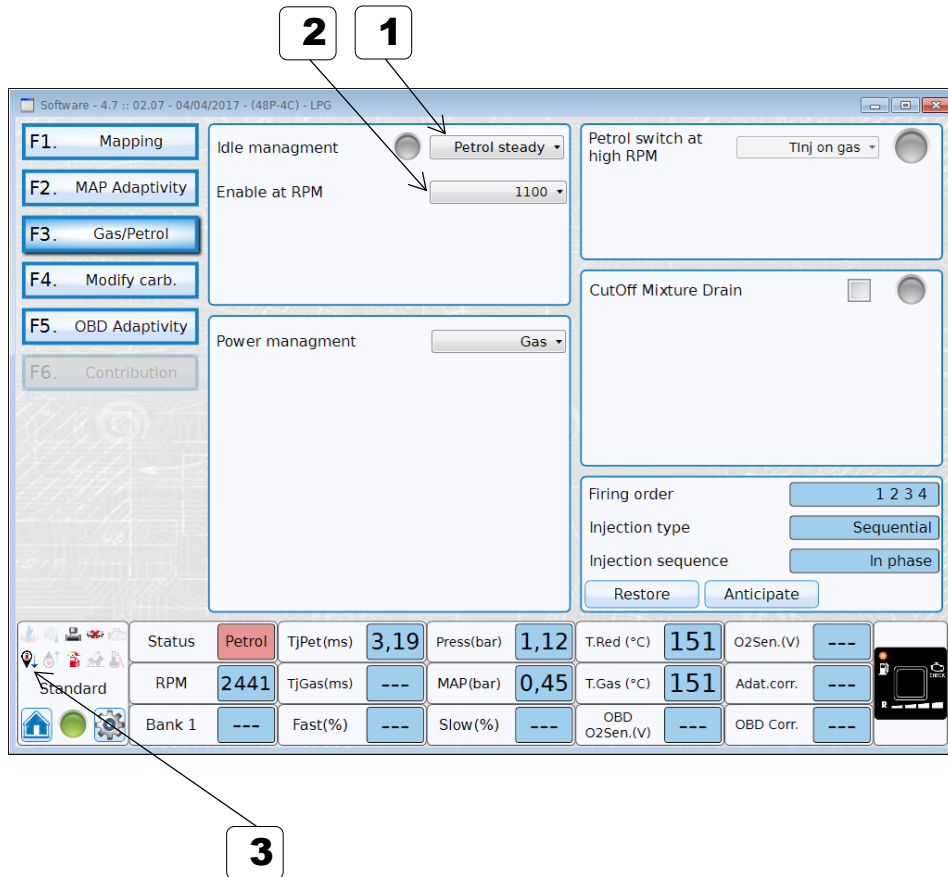 2 1
Software - 4.7 :: 02.07 - 04/04/2017 - (48P-4C) - LPG
F1. Mapping
F2. MAP Adaptivity
F3. Gas/Petrol
F4. Modify carb.
F5. OBD Adaptivity
F6. Contribution
Idle managment Petrol steady
Enable at RPM 1100
Power managment Gas
Petrol switch at
high RPM
TInj on gas
CutOff Mixture Drain
Firing order 1 2 3 4
Injection type Sequential
Injection sequence In phase
Restore Anticipate
Standard
Status Petrol TjPet(ms) 3,19 Press(bar) 1,12 T.Red (°C) 151 O2Sen.(V) ---
RPM 2441 TjGas(ms) --- MAP(bar) 0,45 T.Gas (°C) 151 Adat.corr. ---
Bank 1 --- Fast(%) --- Slow(%) --- OBD
O2Sen.(V) --- OBD Corr. ---
CHECK
R
3